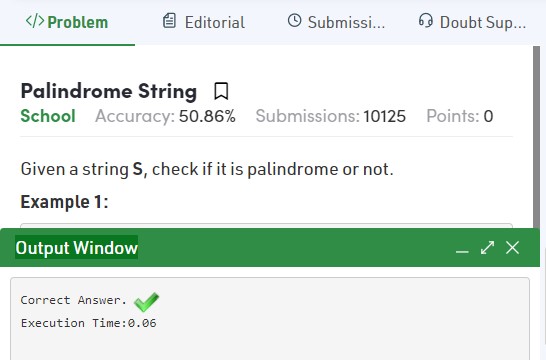 </>Problem Editorial Submissi... Doubt Sup...
Palindrome String
School Accuracy: 50.86% Submissions: 10125 Points: 0
Given a string S, check if it is palindrome or not.
Example 1:
Output Window
Correct Answer.
Execution Time:0.06